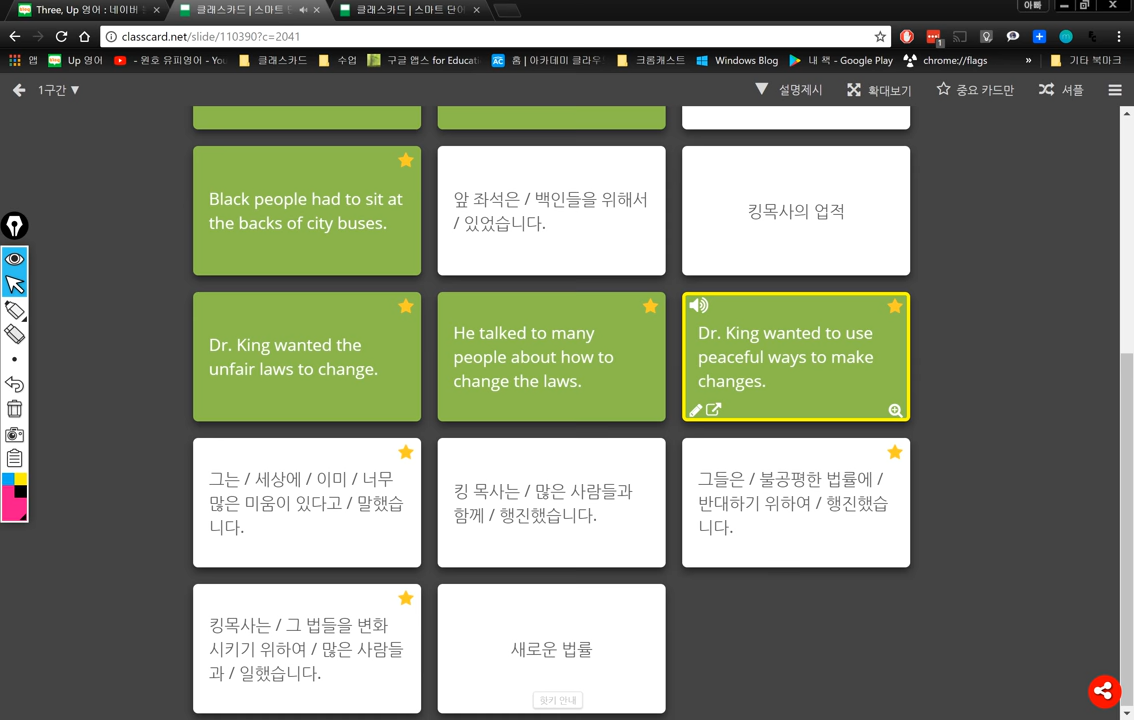 Three, Up 영어 : 네이버
클래스카드 | 스마트 단
클래스카드 | 스마트 단어
아빠
classcard.net/slide/110390?c=2041
앱
Up 영어
- 원호 유피영어 - You
클래스카드
수업
구글 앱스 for Educati
홈 | 아카데미 클라우드
크롬캐스트
Windows Blog
내 책 - Google Play
chrome://flags
»
기타 북마크
1구간 ▼
설명제시
확대보기
중요 카드만
셔플
Black people had to sit at
the backs of city buses.
앞 좌석은 / 백인들을 위해서
/ 있었습니다.
킹목사의 업적
Dr. King wanted the
unfair laws to change.
He talked to many
people about how to
change the laws.
Dr. King wanted to use
peaceful ways to make
changes.
그는 / 세상에 / 이미 / 너무
많은 미움이 있다고 / 말했습
니다.
킹 목사는 / 많은 사람들과
함께 / 행진했습니다.
그들은 / 불공평한 법률에 /
반대하기 위하여 / 행진했습
니다.
킹목사는 / 그 법들을 변화
시키기 위하여 / 많은 사람들
과 / 일했습니다.
새로운 법률
핫키 안내